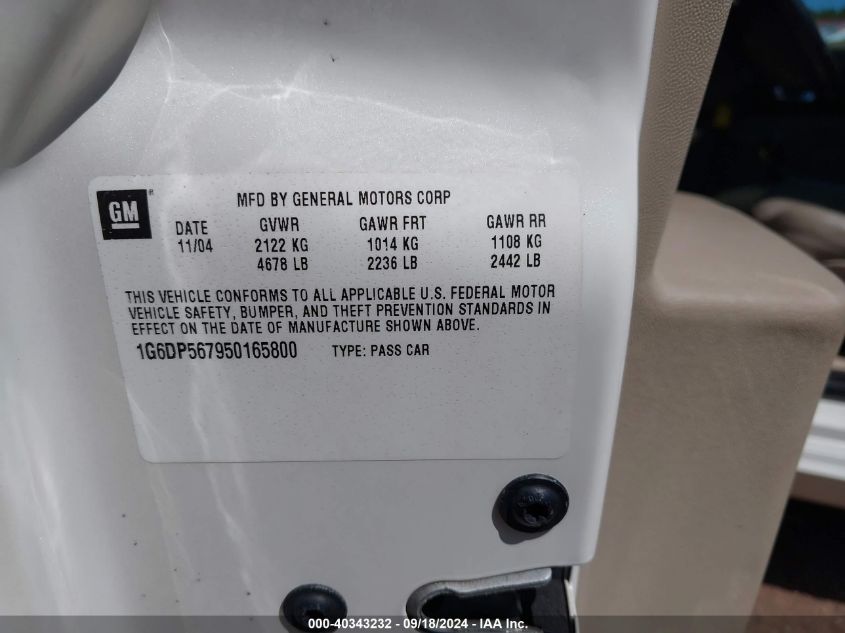 MFD BY GENERAL MOTORS CORP
GM ®
DATE GVWR GAWR FRT GAWR RR
11/04 2122 KG 1014 KG 1108 KG
4678 LB 2236 LB 2442 LB
THIS VEHICLE CONFORMS TO ALL APPLICABLE U.S. FEDERAL MOTOR
VEHICLE SAFETY, BUMPER, AND THEFT PREVENTION STANDARDS IN
EFFECT ON THE DATE OF MANUFACTURE SHOWN ABOVE.
1G6DP567950165800 TYPE: PASS CAR
000-40343232 - 09/18/2024 - IAA Inc.